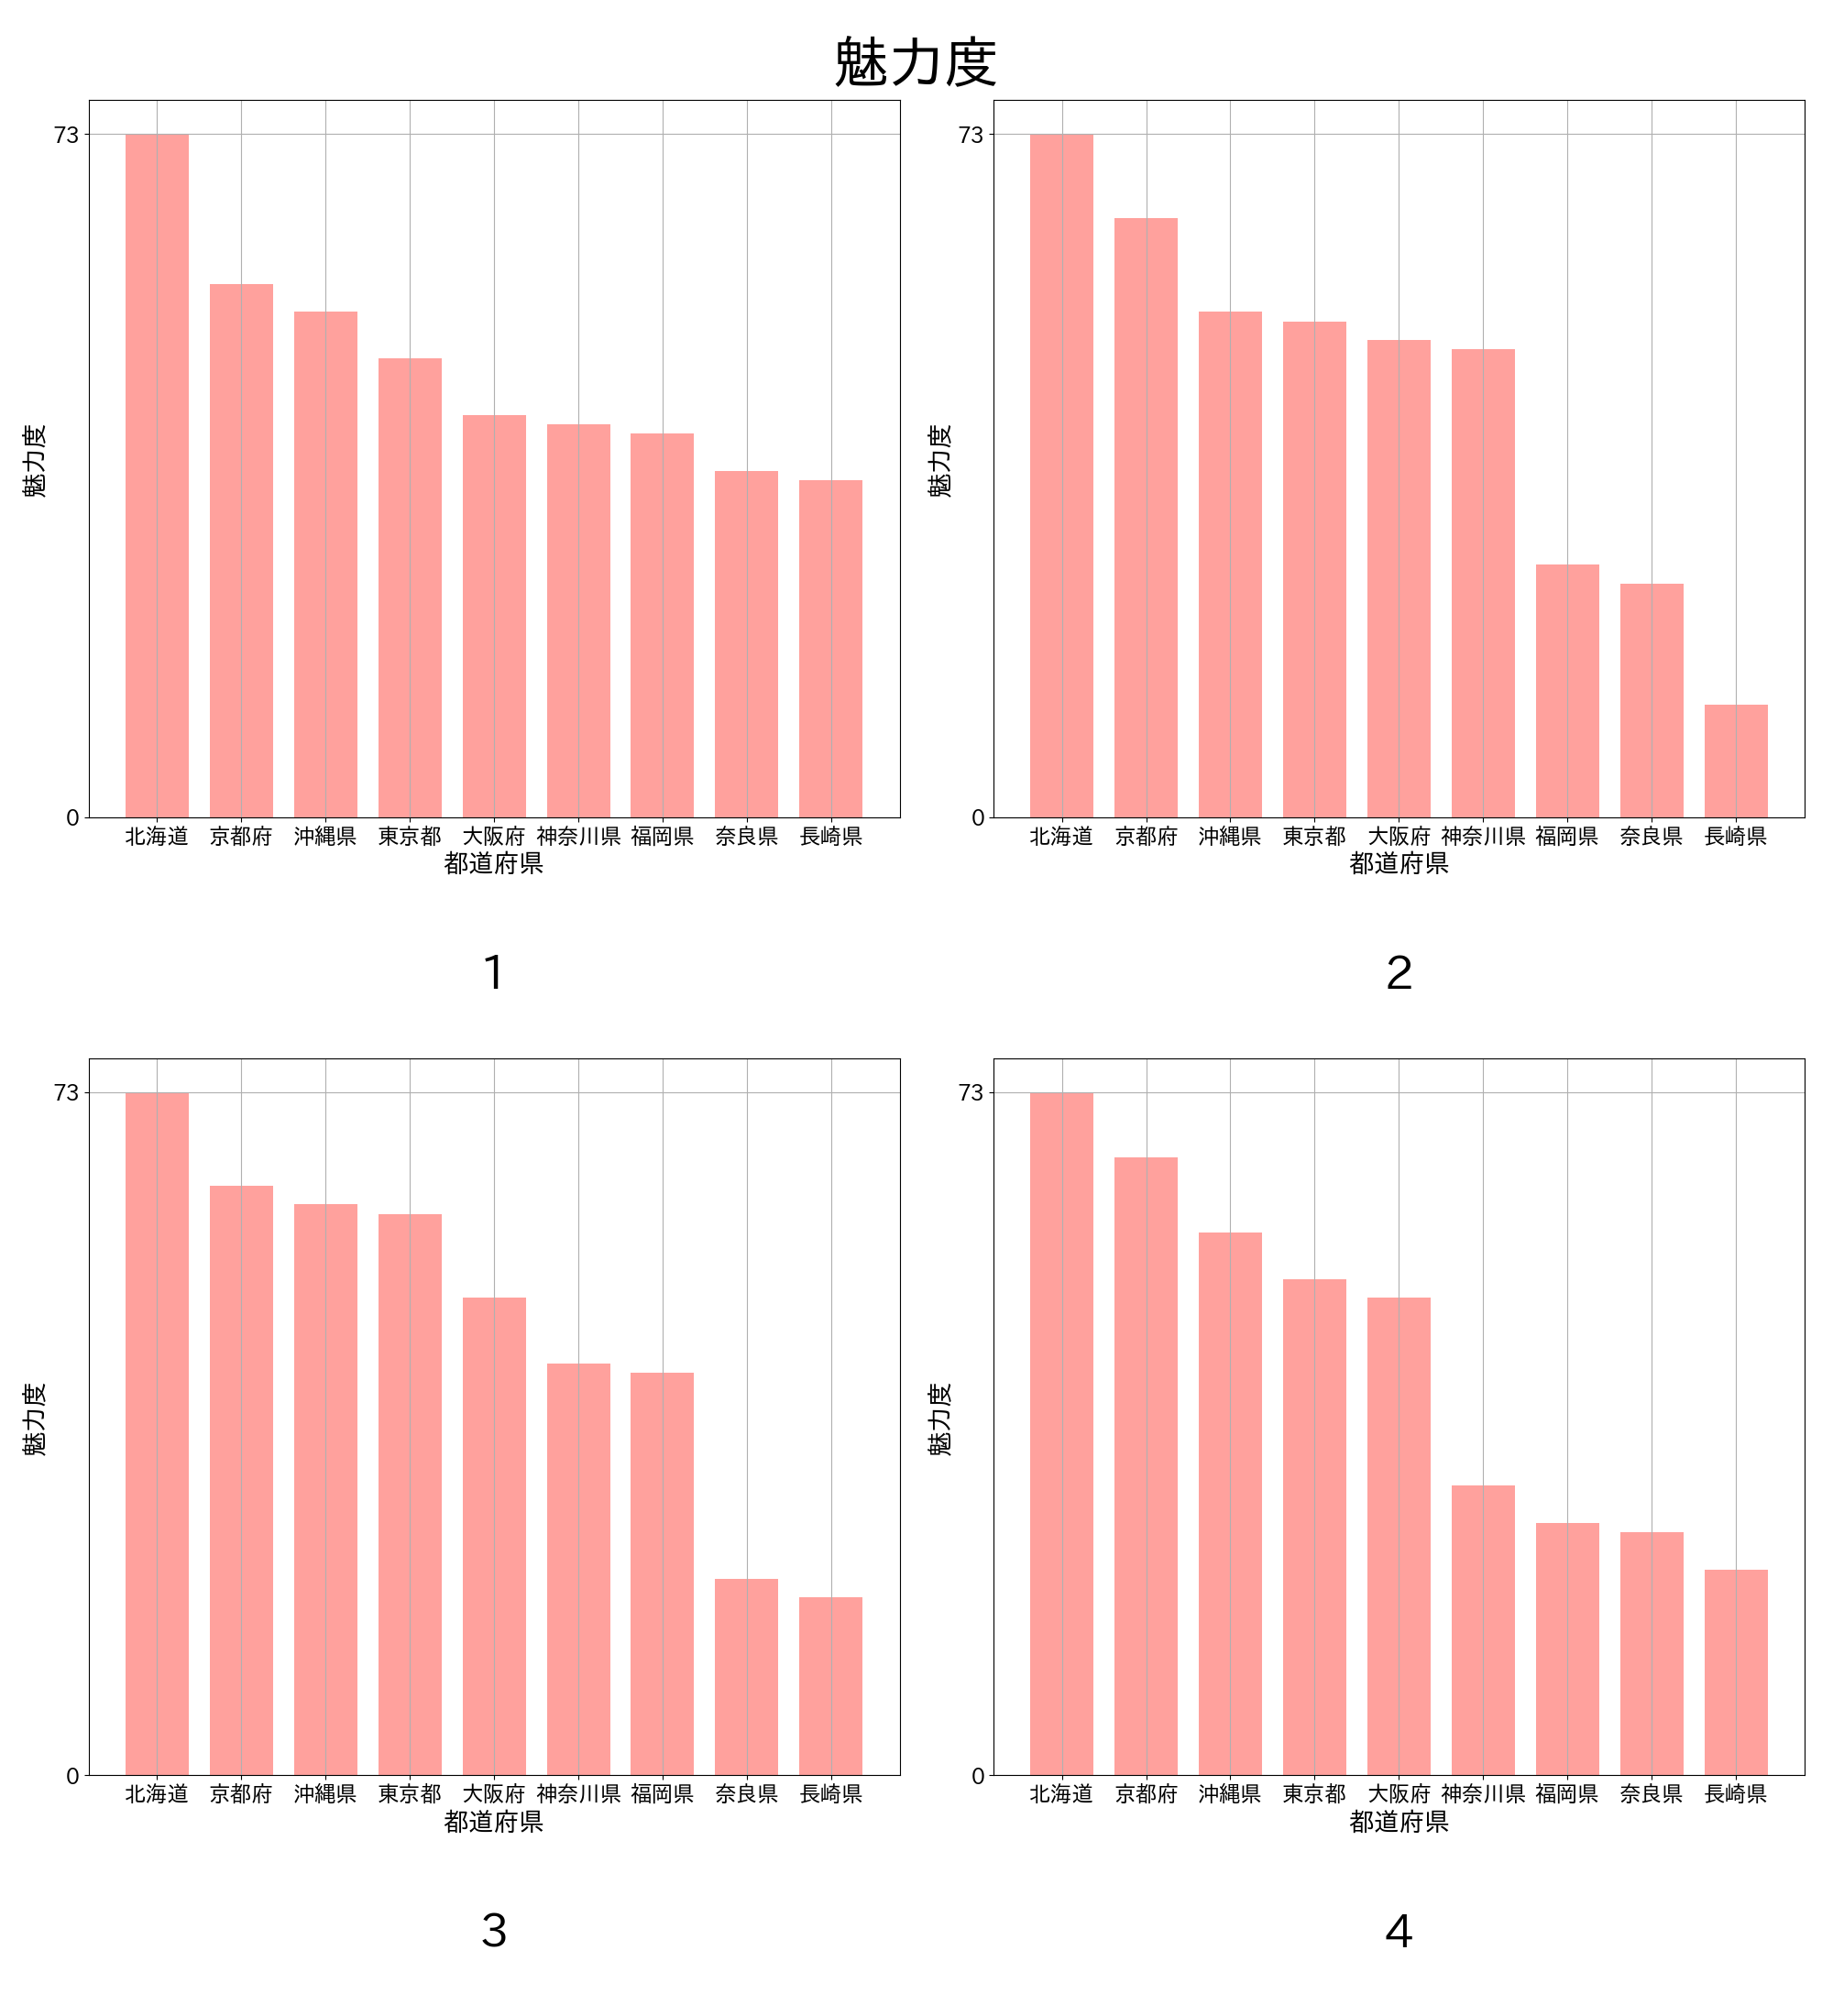 魅力度
73
0
魅力度
北海道 京都府 沖縄県 東京都 大阪府 神奈川県 福岡県 奈良県 長崎県
都道府県
1
73
0
魅力度
北海道 京都府 沖縄県 東京都 大阪府 神奈川県 福岡県 奈良県 長崎県
都道府県
2
73
0
魅力度
北海道 京都府 沖縄県 東京都 大阪府 神奈川県 福岡県 奈良県 長崎県
都道府県
3
73
0
魅力度
北海道 京都府 沖縄県 東京都 大阪府 神奈川県 福岡県 奈良県 長崎県
都道府県
4